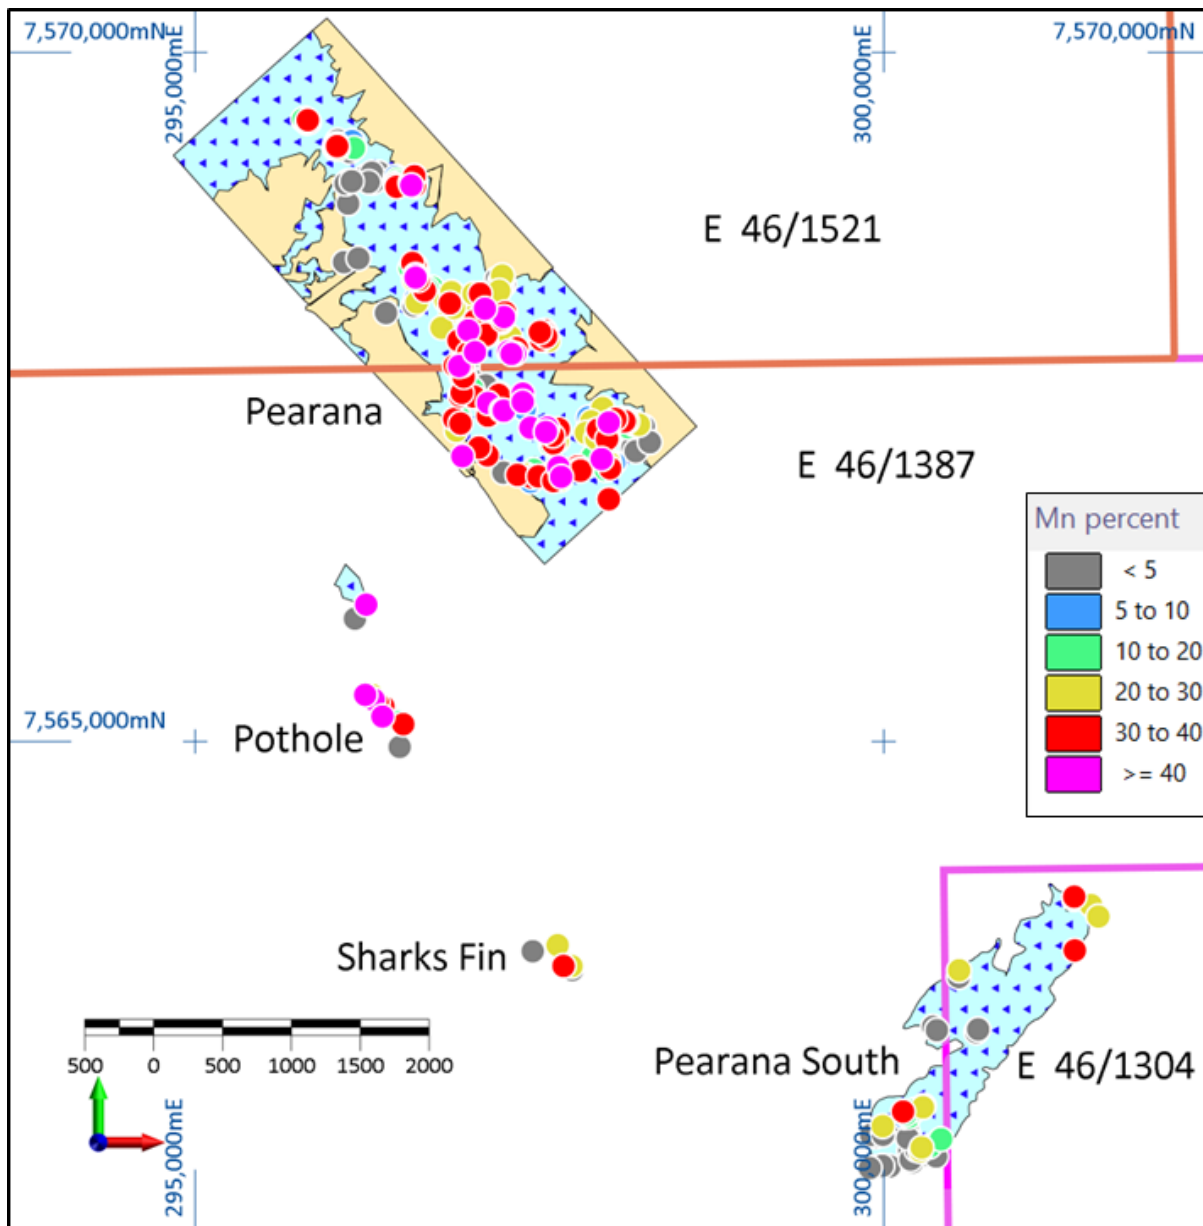 7,570,000mN
295,000mE
300,000mE
7,570,000mN
E 46/1521
Pearana
E 46/1387
Mn percent
< 5
5 to 10
10 to 20
20 to 30
30 to 40
>= 40
7,565,000mN
Pothole
Sharks Fin
500 0 500 1000 1500 2000
Pearana South
E 46/1304
295,000mE
300,000mE